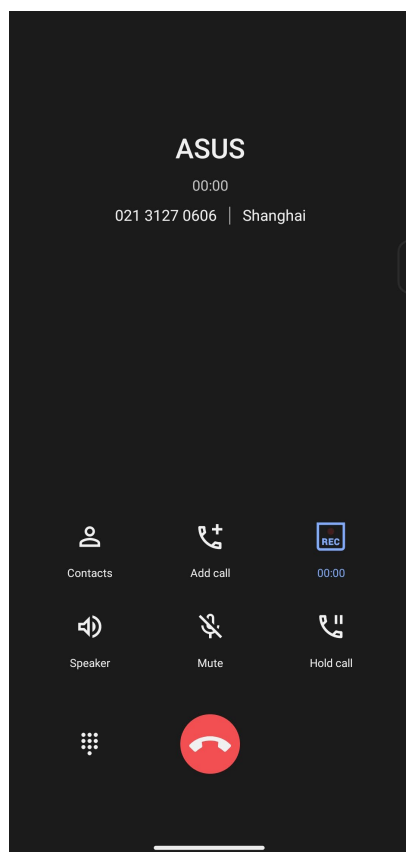 ASUS
00:00
021 3127 0606 | Shanghai
Contacts
Add call
REC
00:00
Speaker
Mute
Hold call